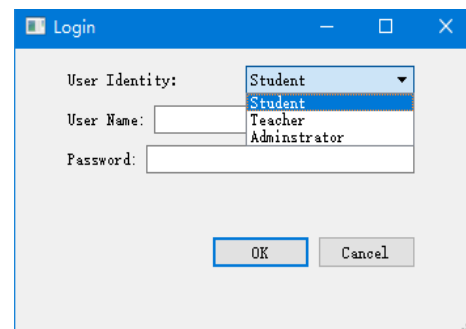 Login
User Identity: Student
Student
User Name: Teacher
Adminstrator
Password:
OK Cancel